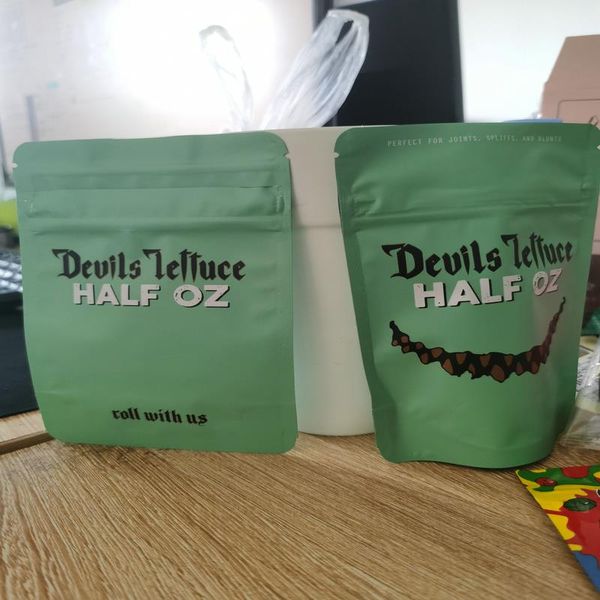 Devils Lettuce
HALF OZ
roll with us
PERFECT FOR JOINTS, SPLIFFS, AND BLUNTS
Devils Lettuce
HALF OZ